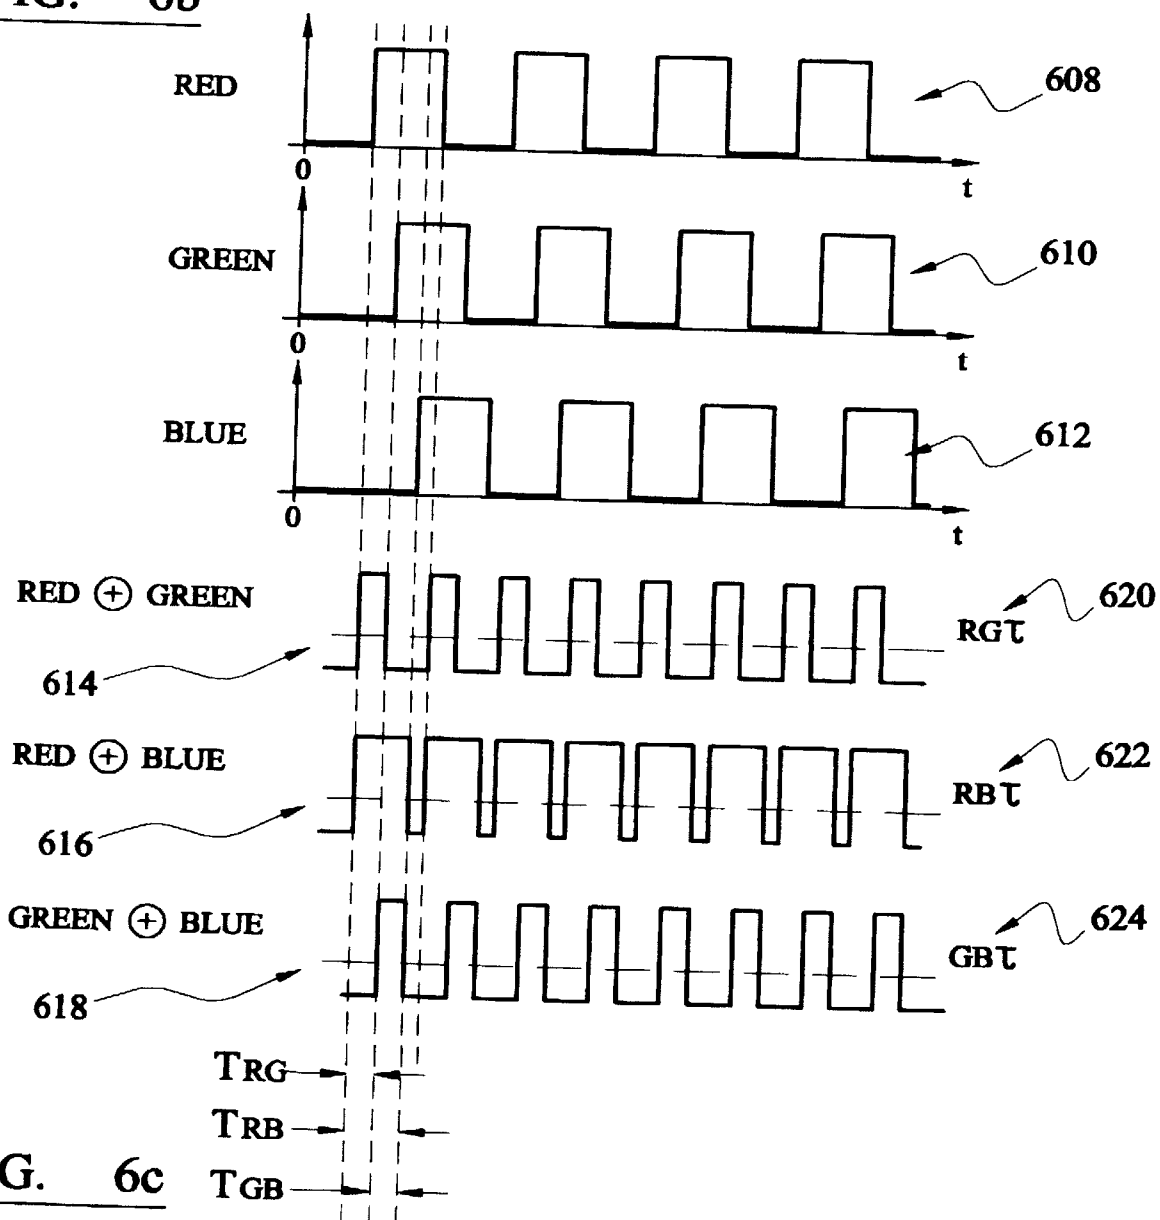 6b
RED
608
0
t
GREEN
610
0
t
BLUE
612
0
t
RED ⊕ GREEN
RGτ
620
614
RED ⊕ BLUE
RBτ
622
616
GREEN ⊕ BLUE
GBτ
624
618
TRG
TRB
G. 6c
TGB